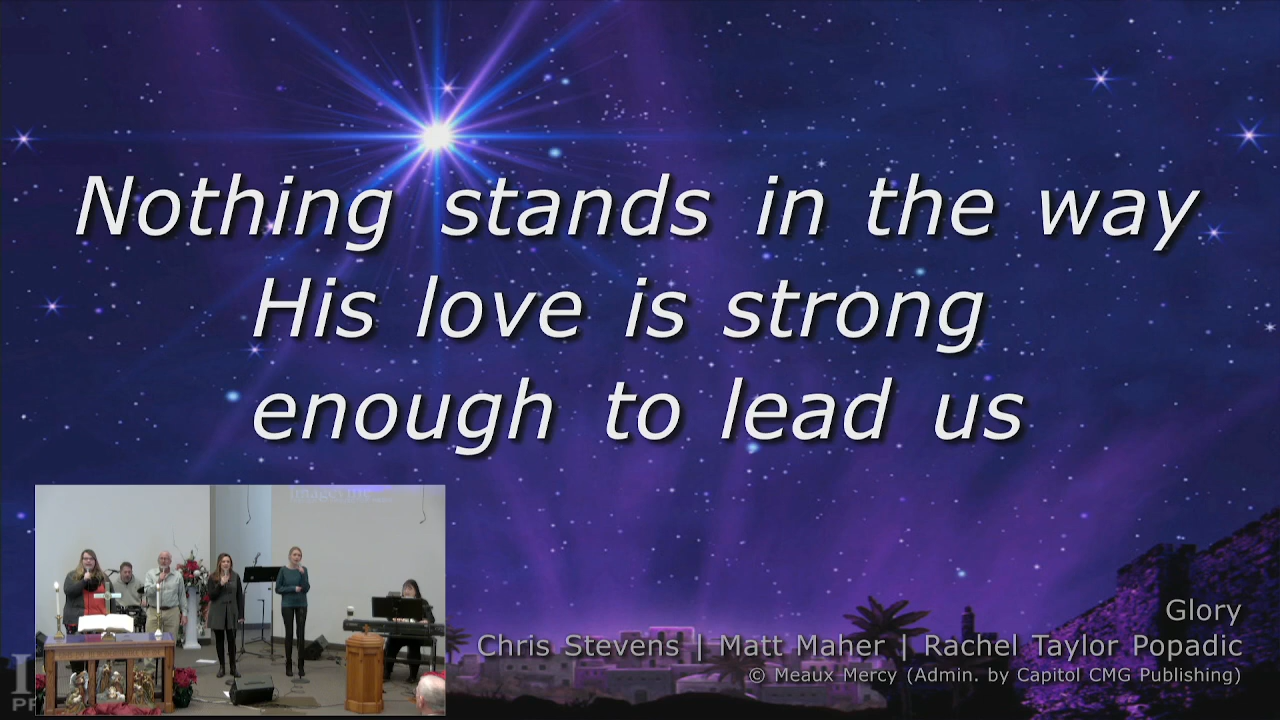 Nothing stands in the way
His love is strong
enough to lead us
Glory
Chris Stevens | Matt Maher | Rachel Taylor Popadic
© Meaux Mercy (Admin. by Capitol CMG Publishing)